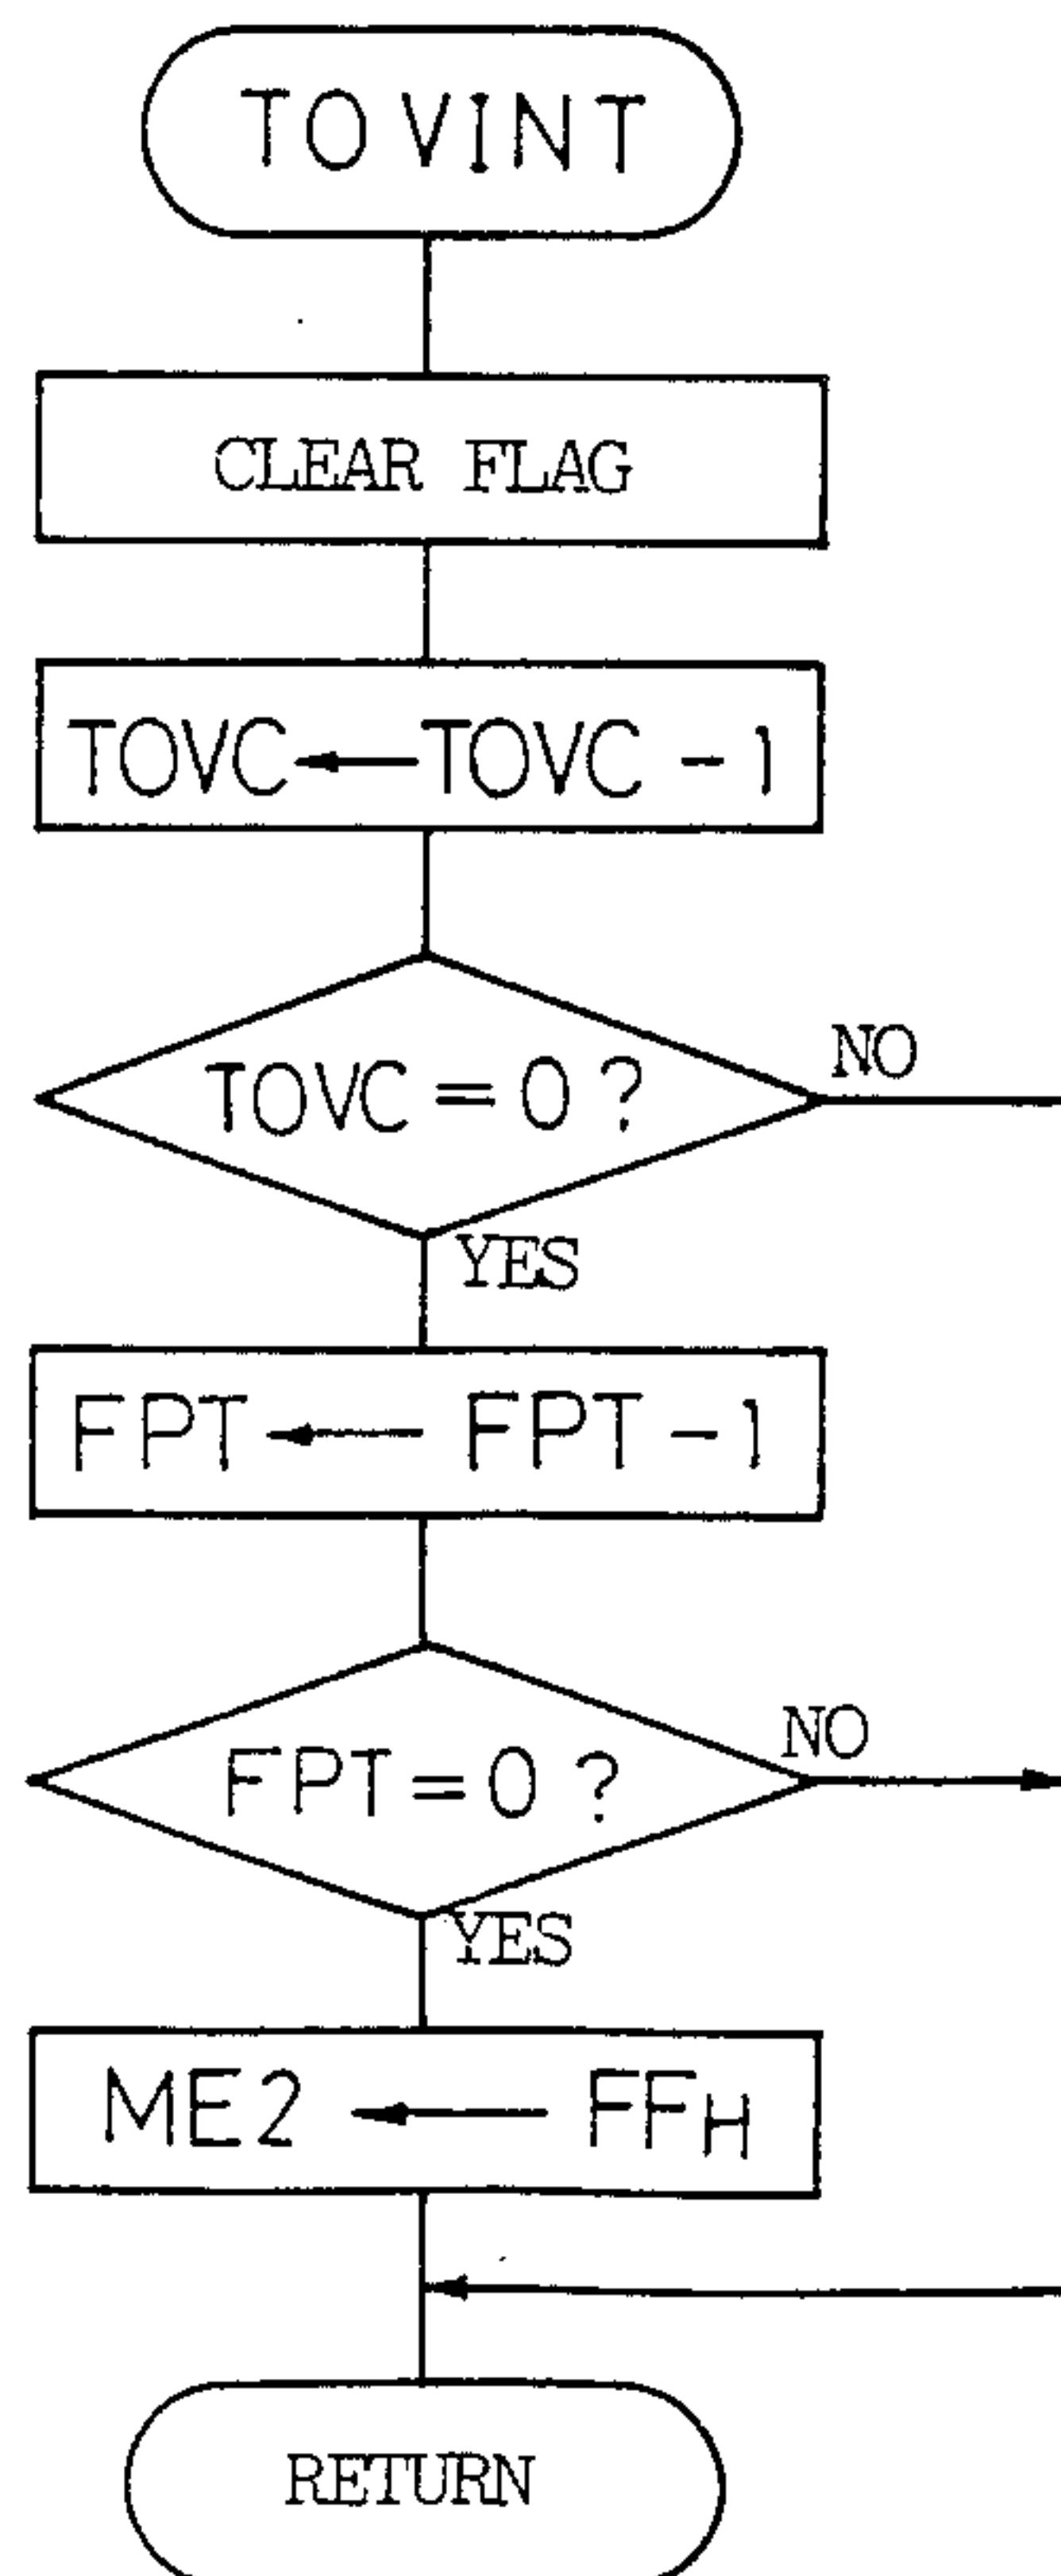 TOVINT
CLEAR FLAG
TOVC ← TOVC - 1
TOVC = 0 ?
NO
YES
FPT ← FPT - 1
FPT = 0 ?
NO
YES
ME2 ← FFH
RETURN